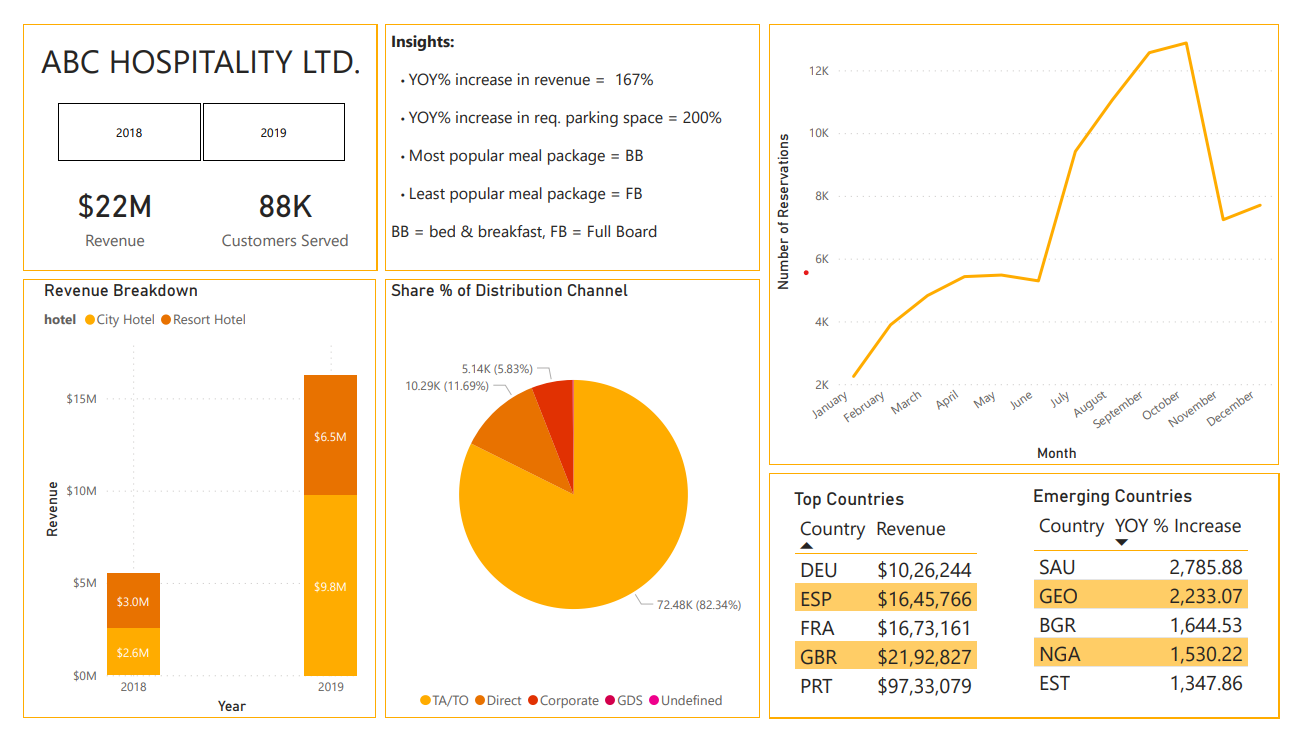 ABC HOSPITALITY LTD.
2018
2019
$22M
Revenue
88K
Customers Served
Insights:
• YOY% increase in revenue = 167%
• YOY% increase in req. parking space = 200%
• Most popular meal package = BB
• Least popular meal package = FB
BB = bed & breakfast, FB = Full Board
Number of Reservations
12K
10K
8K
6K
4K
2K
January
February
March
April
May
June
July
August
September
October
November
December
Month
Revenue Breakdown
hotel City Hotel Resort Hotel
Revenue
$15M
$10M
$5M
$0M
$3.0M
$2.6M
$6.5M
$9.8M
2018
2019
Year
Share % of Distribution Channel
5.14K (5.83%)
10.29K (11.69%)
72.48K (82.34%)
TA/TO Direct Corporate GDS Undefined
Top Countries
Country Revenue
DEU $10,26,244
ESP $16,45,766
FRA $16,73,161
GBR $21,92,827
PRT $97,33,079
Emerging Countries
Country YOY % Increase
SAU 2,785.88
GEO 2,233.07
BGR 1,644.53
NGA 1,530.22
EST 1,347.86